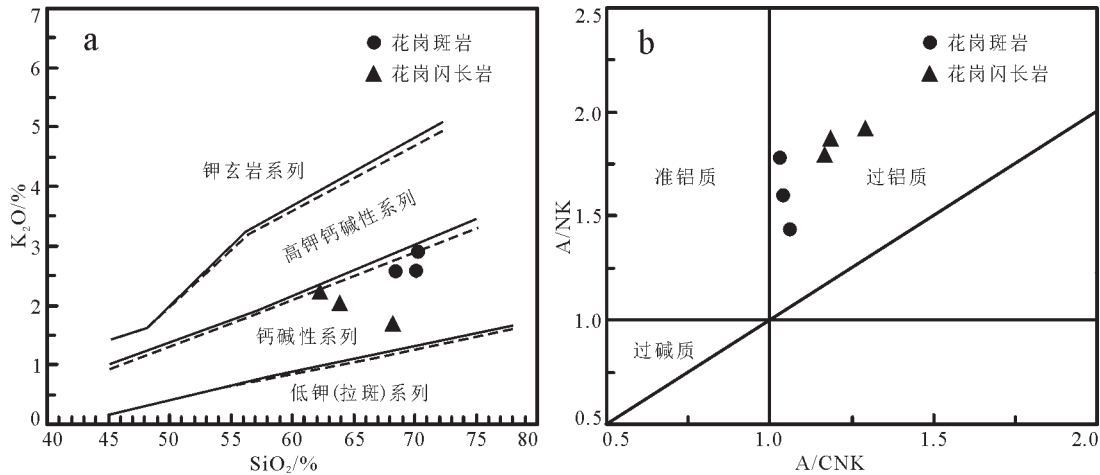 a
花岗斑岩
花岗闪长岩
钾玄岩系列
高钾钙碱性系列
钙碱性系列
低钾(拉斑)系列
K₂O/%
7
6
5
4
3
2
1
0
40 45 50 55 60 65 70 75 80
SiO₂/%
b
花岗斑岩
花岗闪长岩
准铝质
过铝质
过碱质
A/NK
2.5
2.0
1.5
1.0
0.5
0.5 1.0 1.5 2.0
A/CNK